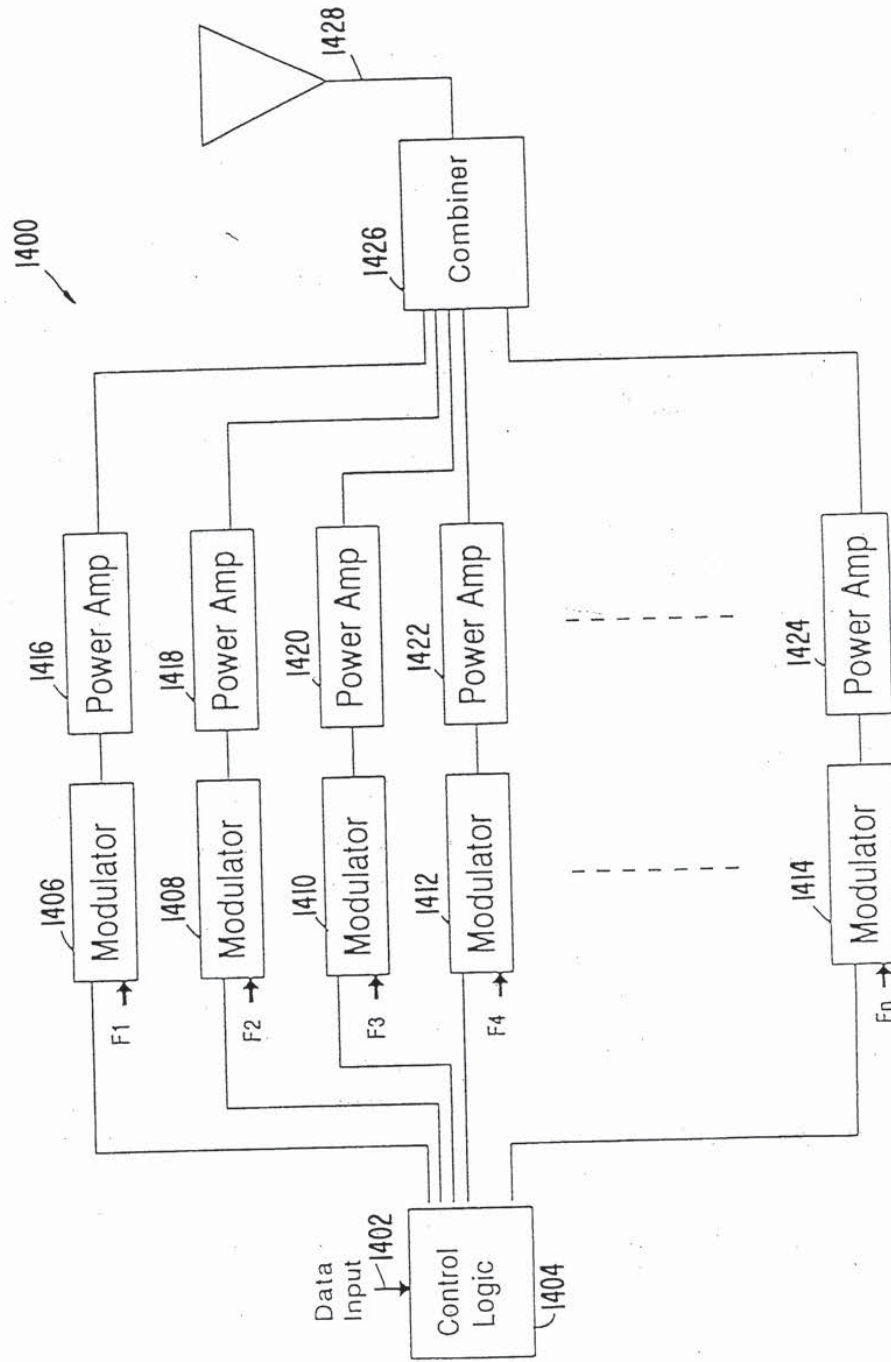 1400
1428
1426
Combiner
1416
Power Amp
1418
Power Amp
1420
Power Amp
1422
Power Amp
1424
Power Amp
1406
Modulator
F1
1408
Modulator
F2
1410
Modulator
F3
1412
Modulator
F4
1414
Modulator
Fn
Data
Input
1402
Control
Logic
1404